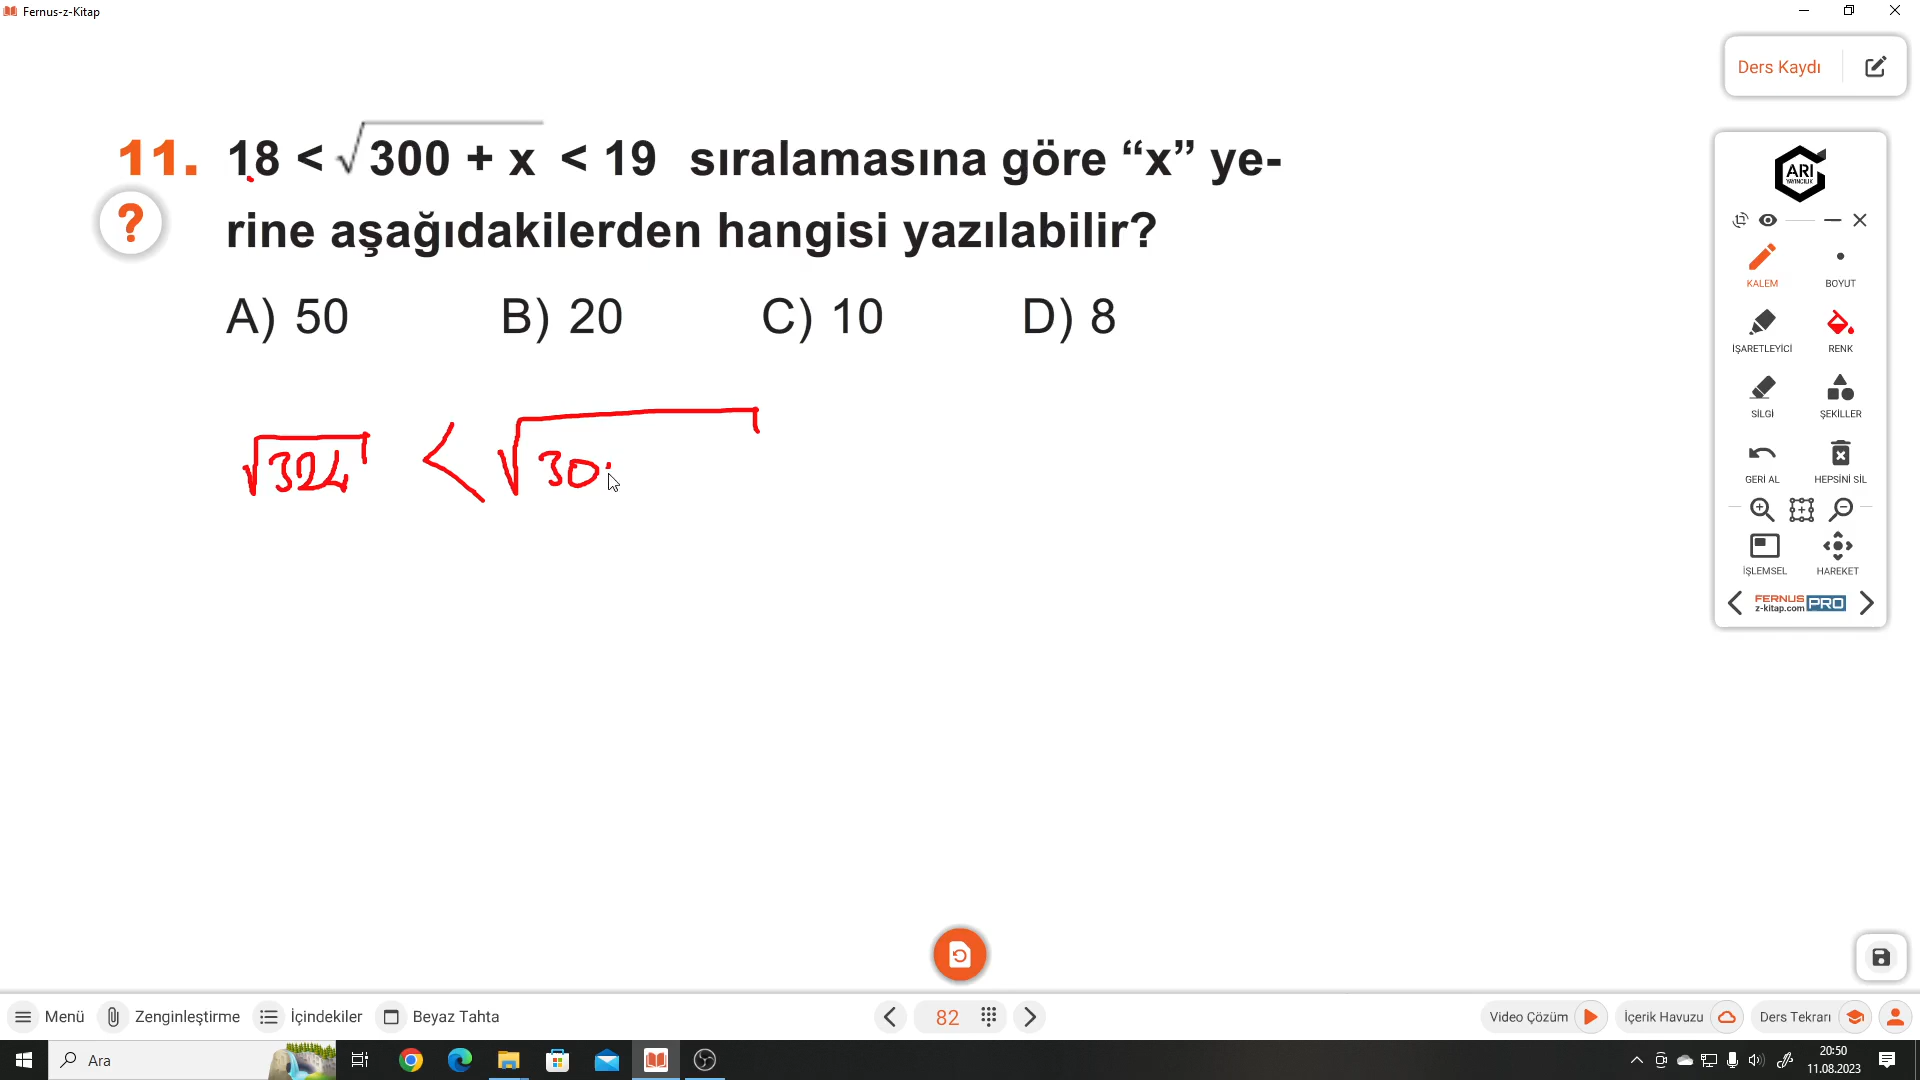 Fernus-z-Kitap
Ders Kaydı
11. 18 < √300 + x < 19 sıralamasına göre “x” ye-
rine aşağıdakilerden hangisi yazılabilir?
A) 50 B) 20 C) 10 D) 8
√324 < √30
ARI
YAYINCILIK
KALEM BOYUT
İŞARETLEYİCİ RENK
SİLGİ ŞEKİLLER
GERİ AL HEPSİNİ SİL
İŞLEMSEL HAREKET
FERNUS
z-kitap.com PRO
Menü Zenginleştirme İçindekiler Beyaz Tahta 82 Video Çözüm İçerik Havuzu Ders Tekrarı
Ara
20:50
11.08.2023